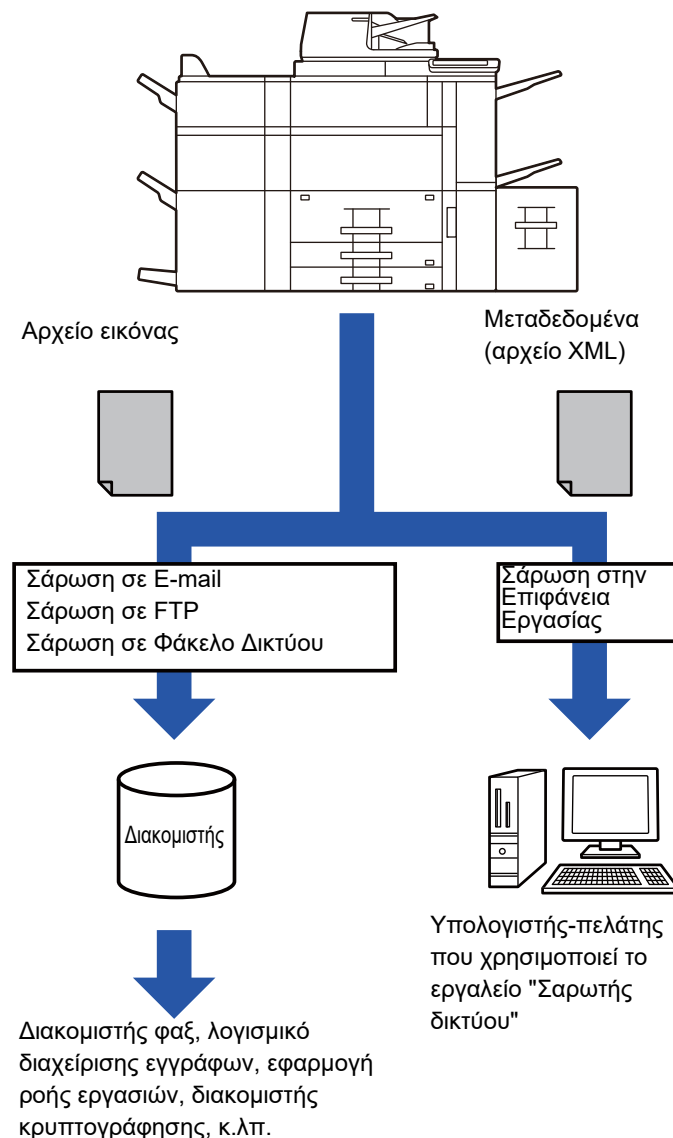 Αρχείο εικόνας
Μεταδεδομένα
(αρχείο XML)
Σάρωση σε E-mail
Σάρωση σε FTP
Σάρωση σε Φάκελο Δικτύου
Σάρωση στην
Επιφάνεια
Εργασίας
Διακομιστής
Υπολογιστής-πελάτης
που χρησιμοποιεί το
εργαλείο "Σαρωτής
δικτύου"
Διακομιστής φαξ, λογισμικό
διαχείρισης εγγράφων, εφαρμογή
ροής εργασιών, διακομιστής
κρυπτογράφησης, κ.λπ.